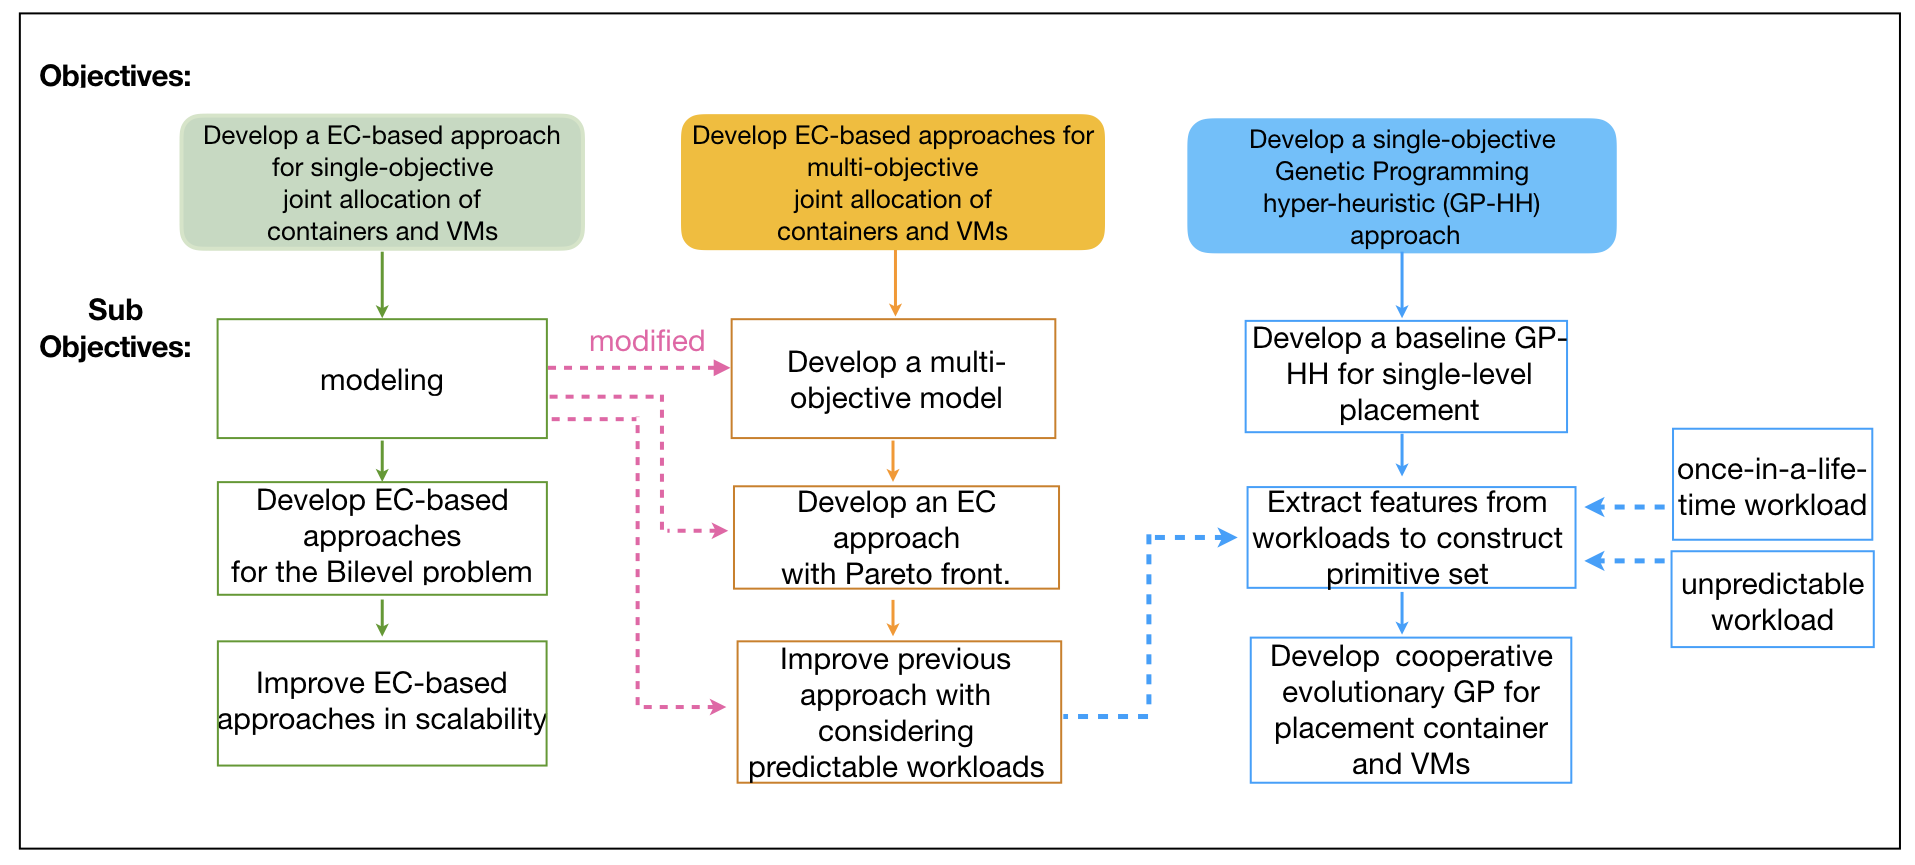 Objectives:
Develop a EC-based approach
for single-objective
joint allocation of
containers and VMs
Develop EC-based approaches for
multi-objective
joint allocation of
containers and VMs
Develop a single-objective
Genetic Programming
hyper-heuristic (GP-HH)
approach
Sub
Objectives:
modeling
modified
Develop a multi-
objective model
Develop a baseline GP-
HH for single-level
placement
Develop EC-based
approaches
for the Bilevel problem
Develop an EC
approach
with Pareto front.
Extract features from
workloads to construct
primitive set
once-in-a-life-
time workload
unpredictable
workload
Improve EC-based
approaches in scalability
Improve previous
approach with
considering
predictable workloads
Develop  cooperative
evolutionary GP for
placement container
and VMs